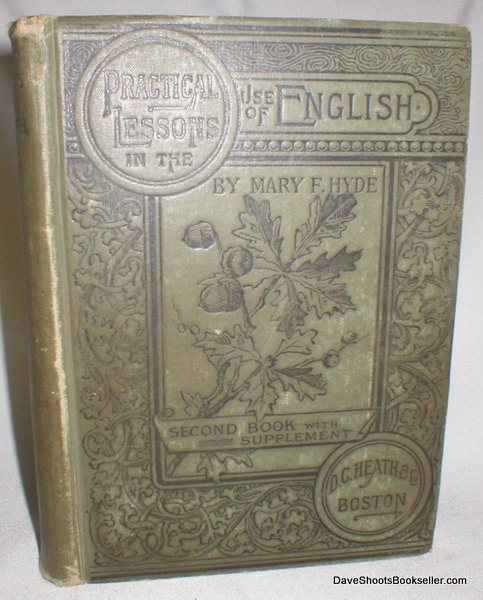 PRACTICAL
LESSONS
IN THE
USE
OF ENGLISH
BY MARY F. HYDE
SECOND BOOK WITH
SUPPLEMENT
D.C. HEATH & CO
BOSTON
DaveShootsBookseller.com